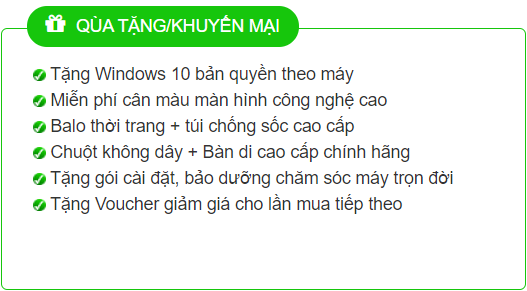 QÙA TẶNG/KHUYẾN MẠI
Tặng Windows 10 bản quyền theo máy
Miễn phí cân màu màn hình công nghệ cao
Balo thời trang + túi chống sốc cao cấp
Chuột không dây + Bàn di cao cấp chính hãng
Tặng gói cài đặt, bảo dưỡng chăm sóc máy trọn đời
Tặng Voucher giảm giá cho lần mua tiếp theo